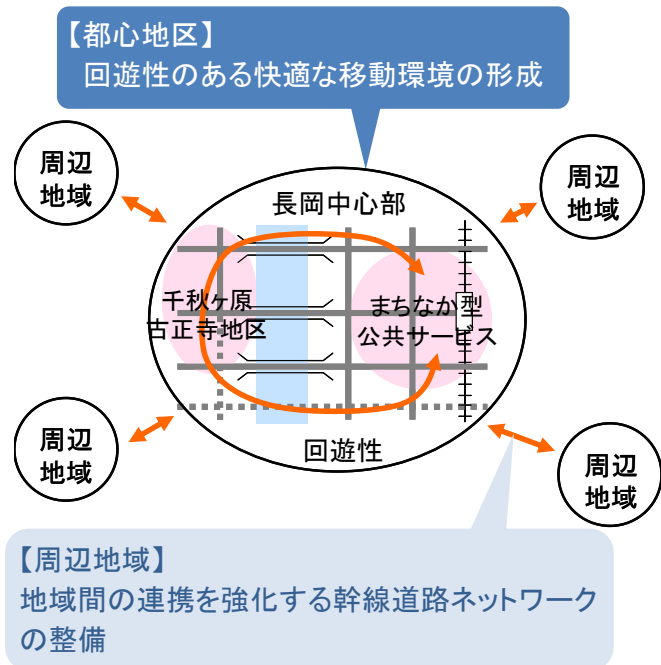 【都心地区】
回遊性のある快適な移動環境の形成
周辺
地域
周辺
地域
長岡中心部
千秋ヶ原
古正寺地区
まちなか型
公共サービス
回遊性
周辺
地域
周辺
地域
【周辺地域】
地域間の連携を強化する幹線道路ネットワーク
の整備